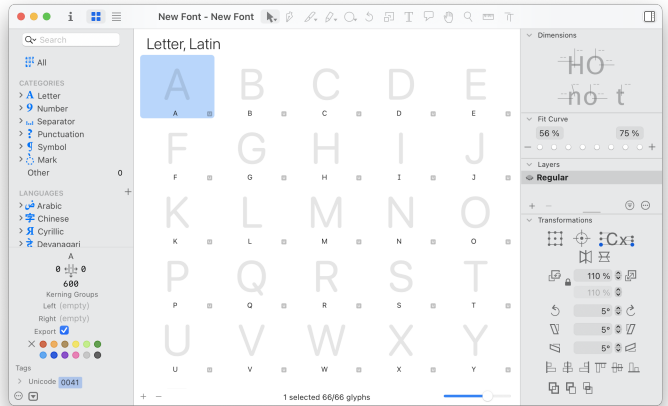 New Font - New Font
Search
All
CATEGORIES
Letter
Number
Separator
Punctuation
Symbol
Mark
Other 0
LANGUAGES
Arabic
Chinese
Cyrillic
Devanagari
A
0 0
600
Kerning Groups
Left (empty)
Right (empty)
Export
Tags
Unicode 0041
Letter, Latin
A B C D E
A B C D E
F G H I J
F G H I J
K L M N O
K L M N O
P Q R S T
P Q R S T
U V W X Y
U V W X Y
1 selected 66/66 glyphs
Dimensions
HO
no t
Fit Curve
56 % 75 %
Layers
Regular
Transformations
Cx
110 %
110 %
5°
5°
5°